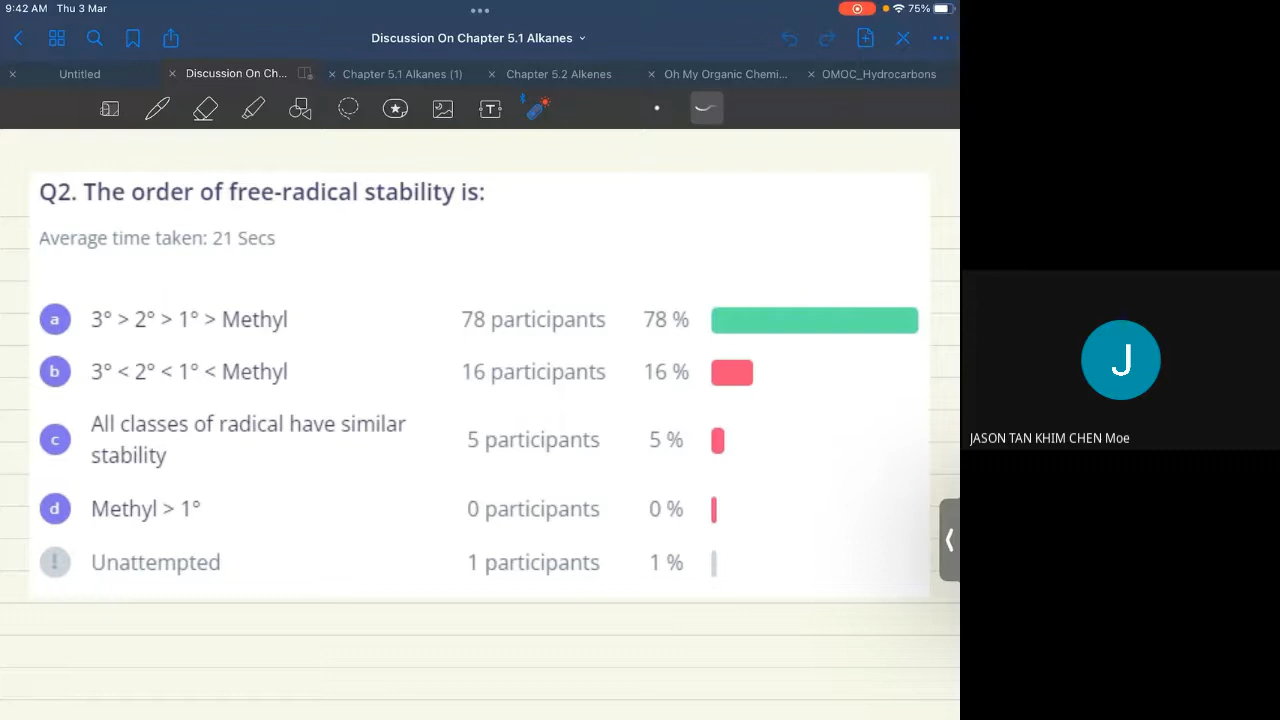 9:42 AM Thu 3 Mar
75%
Discussion On Chapter 5.1 Alkanes
Untitled
Discussion On Ch...
Chapter 5.1 Alkanes (1)
Chapter 5.2 Alkenes
Oh My Organic Chemi...
OMOC_Hydrocarbons
Q2. The order of free-radical stability is:
Average time taken: 21 Secs
a 3° > 2° > 1° > Methyl 78 participants 78 %
b 3° < 2° < 1° < Methyl 16 participants 16 %
c All classes of radical have similar
stability 5 participants 5 %
d Methyl > 1° 0 participants 0 %
! Unattempted 1 participants 1 %
J
JASON TAN KHIM CHEN Moe